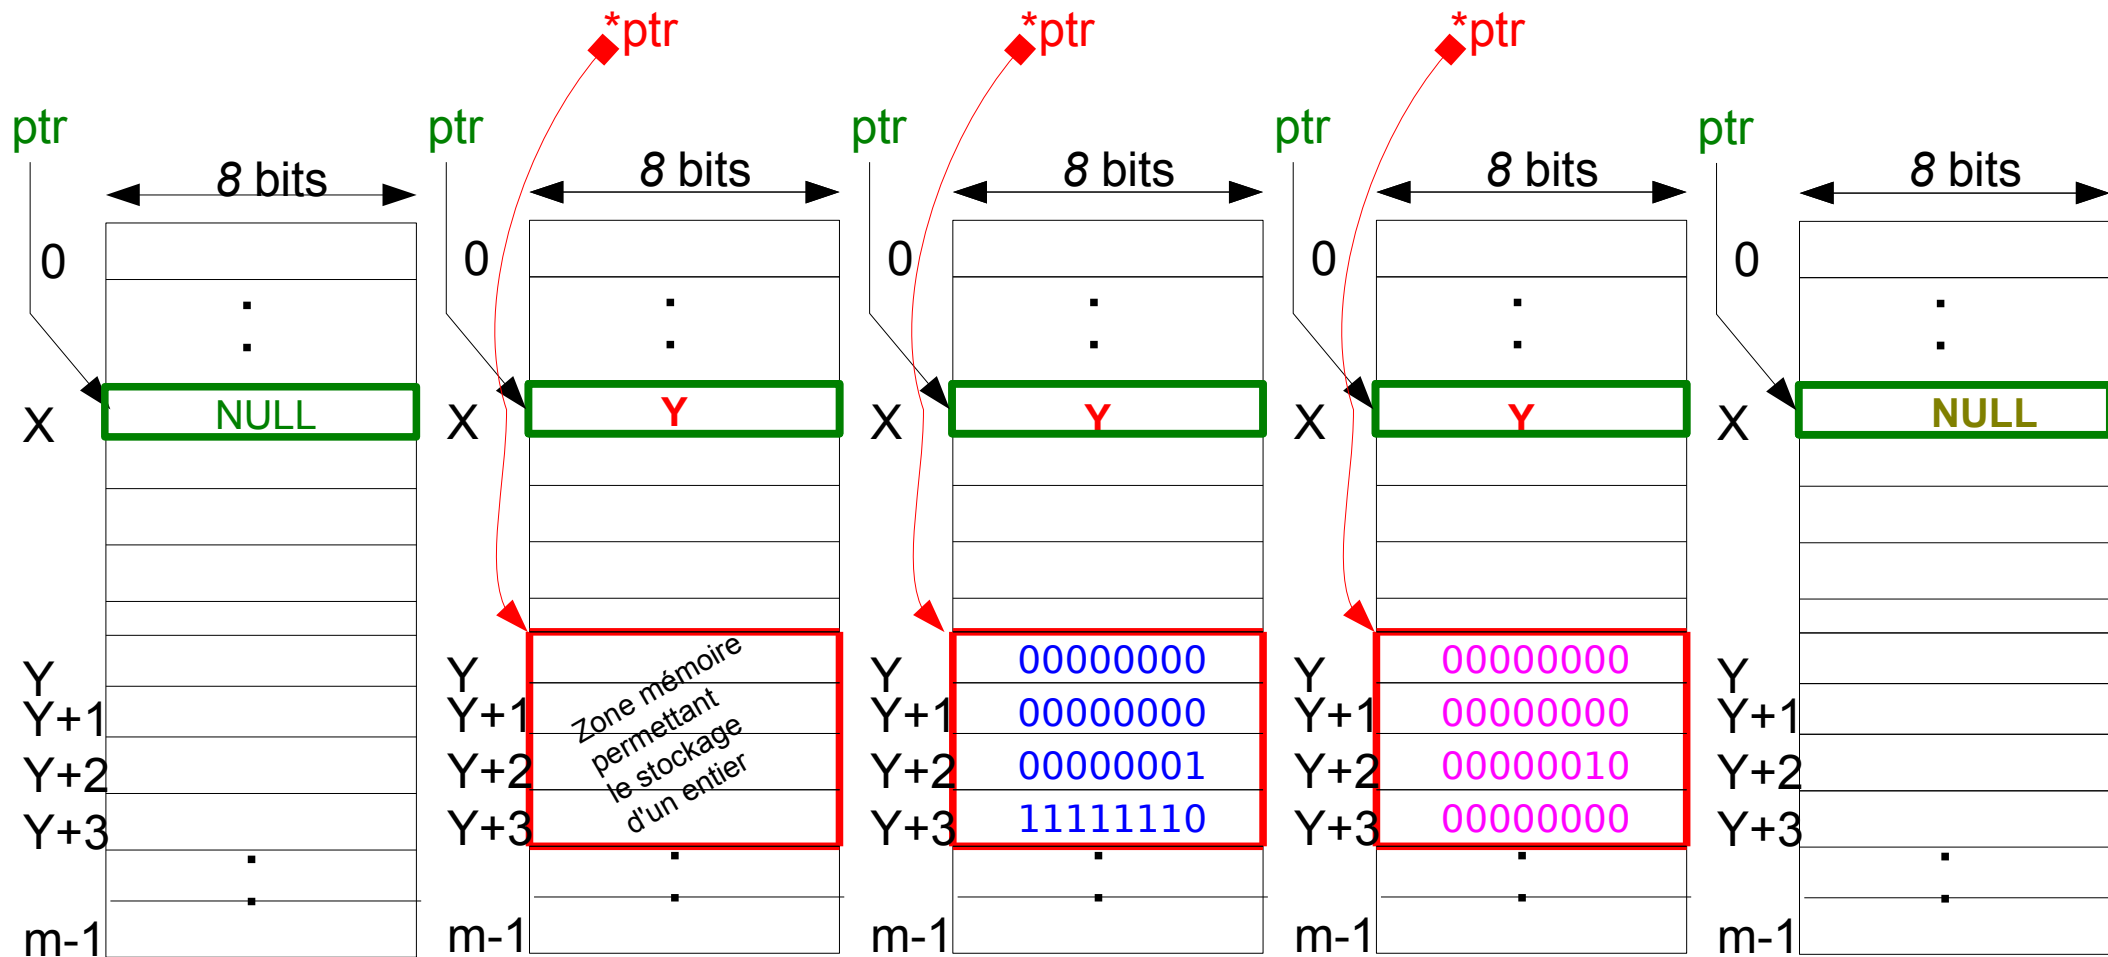 *ptr
*ptr
*ptr
ptr
ptr
ptr
ptr
ptr
8 bits
8 bits
8 bits
8 bits
8 bits
0
0
0
0
0
X
NULL
X
Y
X
Y
X
Y
X
NULL
Y
Y+1
Y+2
Y+3
m-1
Y
Y+1
Y+2
Y+3
m-1
Zone mémoire
permettant
le stockage
d'un entier
Y
00000000
Y+1
00000000
Y+2
00000001
Y+3
11111110
m-1
Y
00000000
Y+1
00000000
Y+2
00000010
Y+3
00000000
m-1
Y
Y+1
Y+2
Y+3
m-1